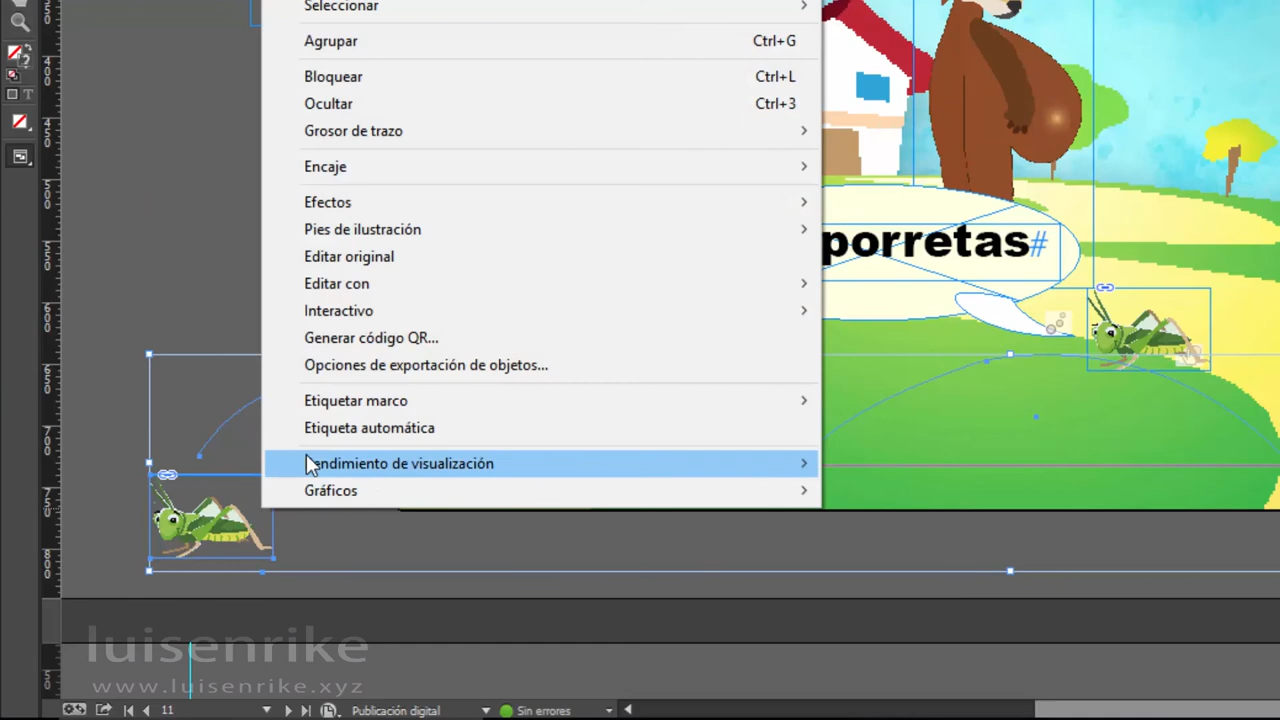 Seleccionar
Agrupar Ctrl+G
Bloquear Ctrl+L
Ocultar Ctrl+3
Grosor de trazo
Encaje
Efectos
Pies de ilustración
Editar original
Editar con
Interactivo
Generar código QR...
Opciones de exportación de objetos...
Etiquetar marco
Etiqueta automática
Rendimiento de visualización
Gráficos
porretas#
luisenrike
www.luisenrike.xyz
11 Publicación digital Sin errores